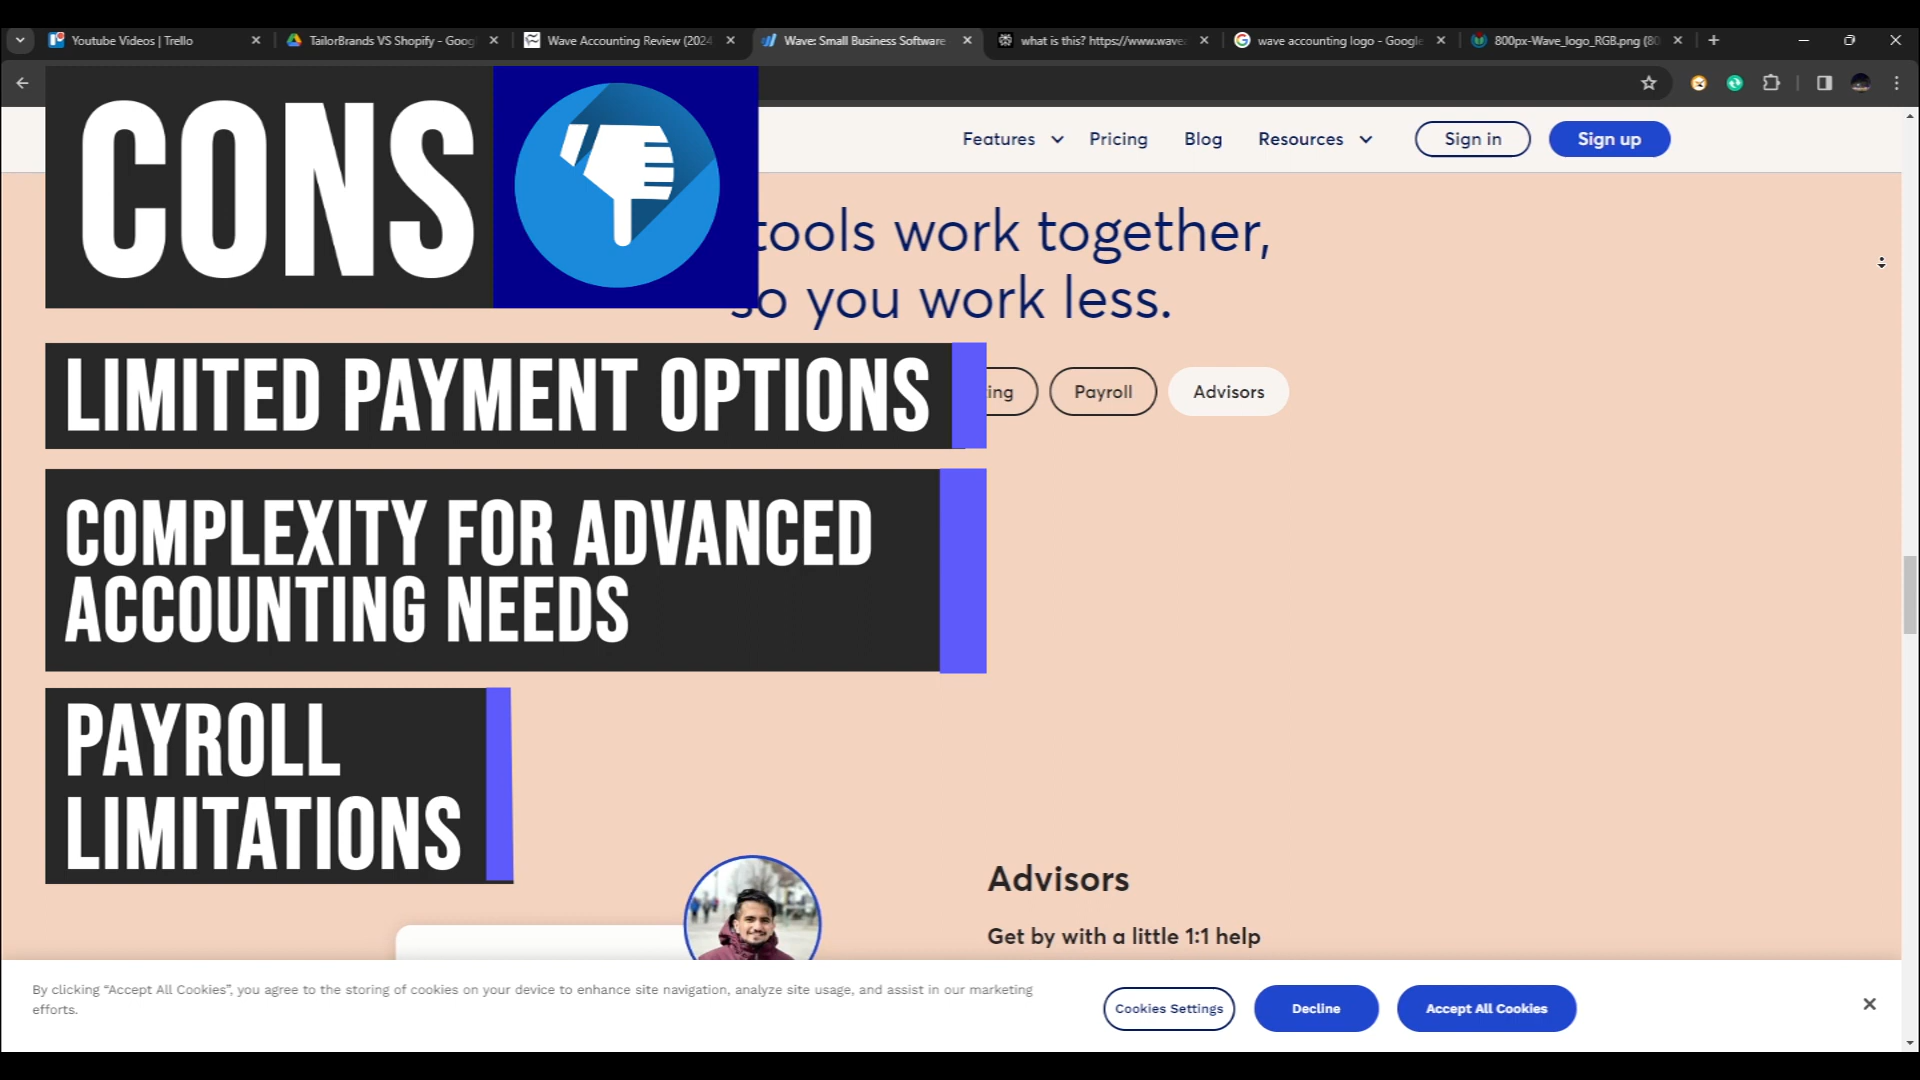 Youtube Videos | Trello
TailorBrands VS Shopify - Goog
Wave Accounting Review (2024
Wave: Small Business Software
what is this? https://www.wave
wave accounting logo - Google
800px-Wave_logo_RGB.png (80
CONS
Features
Pricing
Blog
Resources
Sign in
Sign up
tools work together,
so you work less.
LIMITED PAYMENT OPTIONS
ing
Payroll
Advisors
COMPLEXITY FOR ADVANCED
ACCOUNTING NEEDS
PAYROLL
LIMITATIONS
Advisors
Get by with a little 1:1 help
By clicking “Accept All Cookies”, you agree to the storing of cookies on your device to enhance site navigation, analyze site usage, and assist in our marketing
efforts.
Cookies Settings
Decline
Accept All Cookies